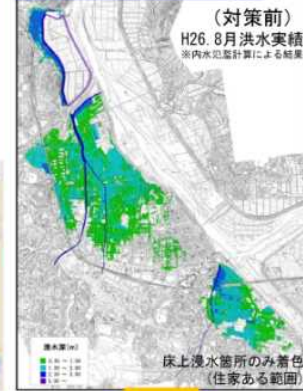 (対策前)
H26.8月洪水実績
※内水氾濫計算による結果
浸水深(m)
床上浸水箇所のみ着色
(住家ある範囲)